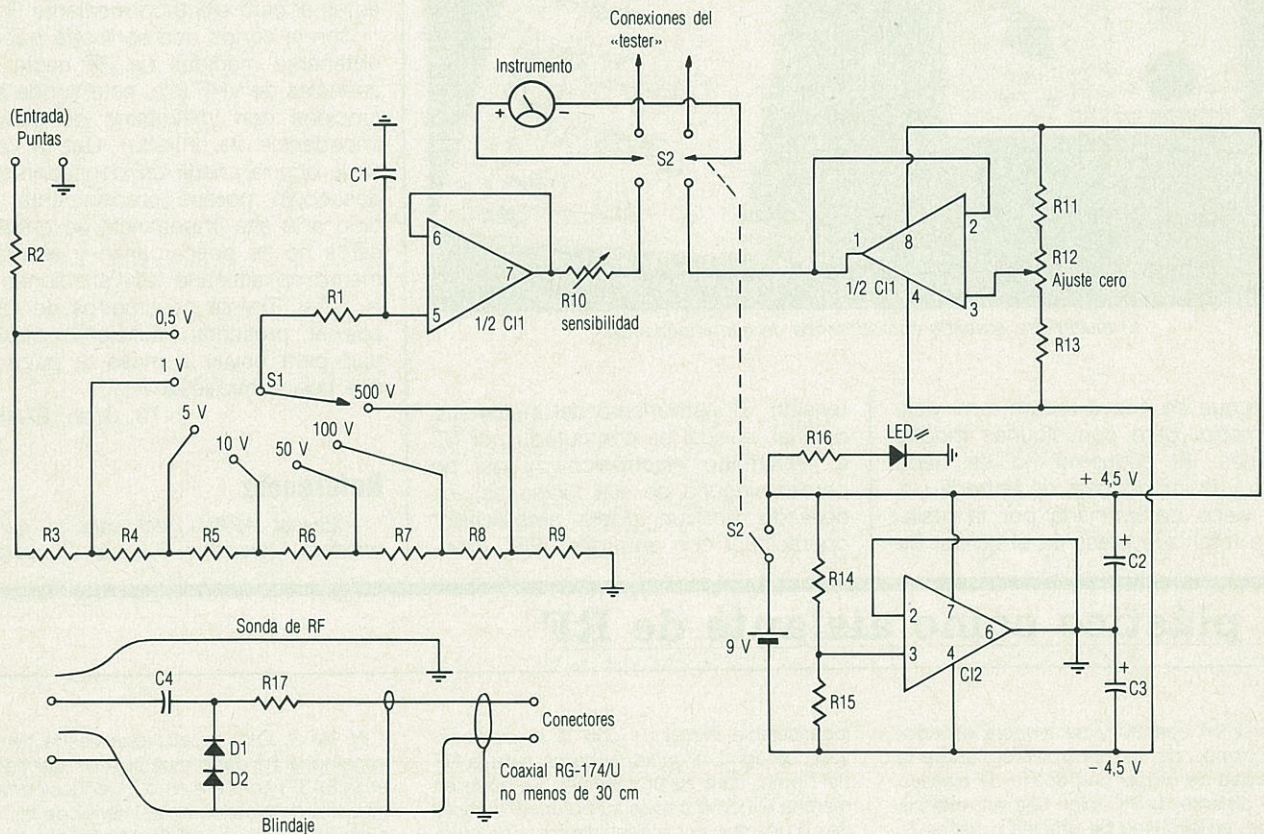 Conexiones del
«tester»
Instrumento
+
−
(Entrada)
Puntas
S2
C1
R2
R1
6
5
7
1/2 CI1
R10
sensibilidad
1
8
2
4
3
1/2 CI1
R11
R12
Ajuste cero
R13
0,5 V
1 V
5 V
10 V
50 V
100 V
500 V
S1
R3
R4
R5
R6
R7
R8
R9
R16
LED
S2
9 V
R14
R15
2
3
7
4
6
CI2
+ 4,5 V
+
C2
+
C3
− 4,5 V
Sonda de RF
C4
R17
D1
D2
Conectores
Coaxial RG-174/U
no menos de 30 cm
Blindaje